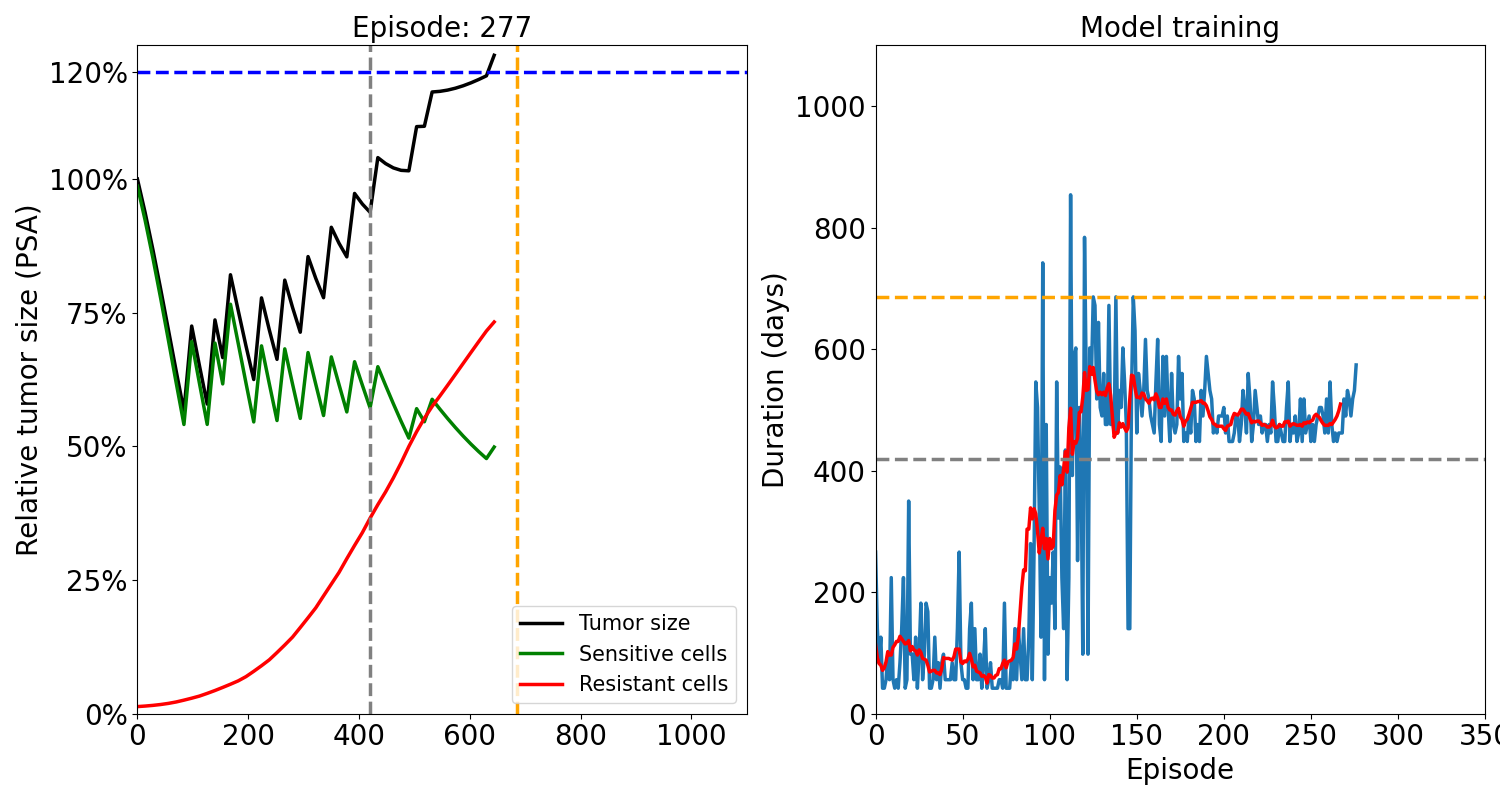 Episode: 277
Relative tumor size (PSA)
120%
100%
75%
50%
25%
0%
0 200 400 600 800 1000
Tumor size
Sensitive cells
Resistant cells
Model training
Duration (days)
1000
800
600
400
200
0
0 50 100 150 200 250 300 350
Episode